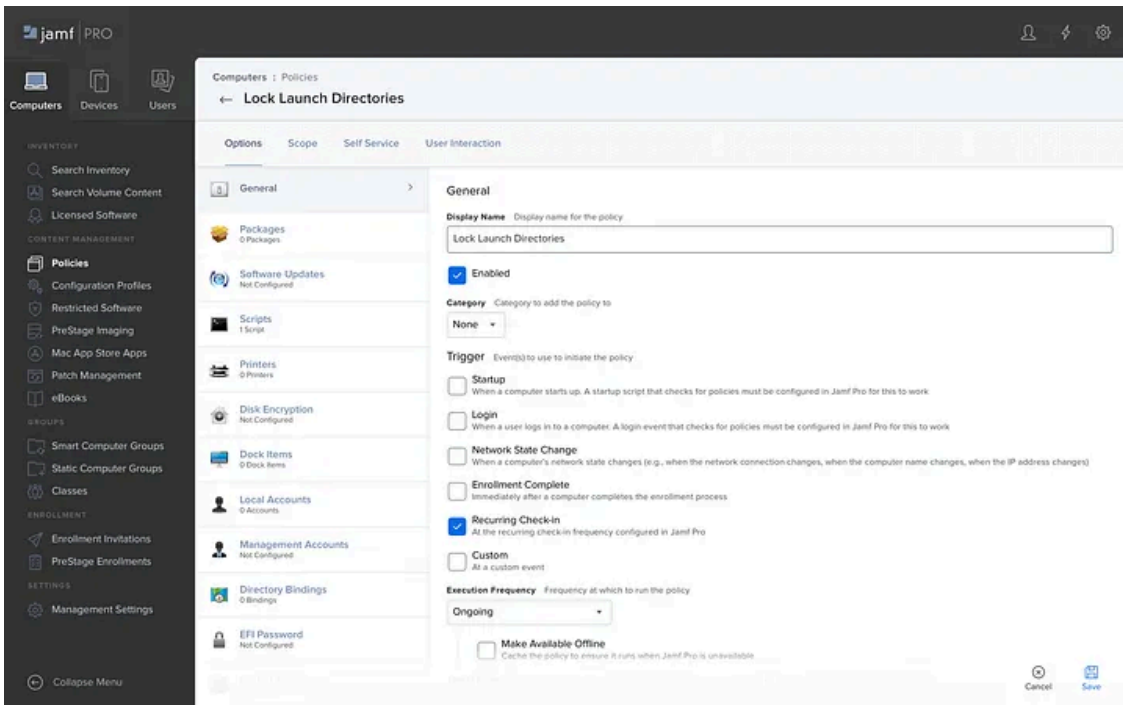 jamf PRO
Computers
Devices
Users
INVENTORY
Search Inventory
Search Volume Content
Licensed Software
CONTENT MANAGEMENT
Policies
Configuration Profiles
Restricted Software
PreStage Imaging
Mac App Store Apps
Patch Management
eBooks
GROUPS
Smart Computer Groups
Static Computer Groups
Classes
ENROLLMENT
Enrollment Invitations
PreStage Enrollments
SETTINGS
Management Settings
Collapse Menu
Computers : Policies
← Lock Launch Directories
Options Scope Self Service User Interaction
General
Packages
0 Packages
Software Updates
Not Configured
Scripts
1 Script
Printers
0 Printers
Disk Encryption
Not Configured
Dock Items
0 Dock Items
Local Accounts
0 Accounts
Management Accounts
Not Configured
Directory Bindings
0 Bindings
EFI Password
Not Configured
General
Display Name Display name for the policy
Lock Launch Directories
Enabled
Category Category to add the policy to
None
Trigger Event(s) to use to initiate the policy
Startup
When a computer starts up. A startup script that checks for policies must be configured in Jamf Pro for this to work
Login
When a user logs in to a computer. A login event that checks for policies must be configured in Jamf Pro for this to work
Network State Change
When a computer's network state changes (e.g., when the network connection changes, when the computer name changes, when the IP address changes)
Enrollment Complete
Immediately after a computer completes the enrollment process
Recurring Check-in
At the recurring check-in frequency configured in Jamf Pro
Custom
At a custom event
Execution Frequency Frequency at which to run the policy
Ongoing
Make Available Offline
Cache the policy to ensure it runs when Jamf Pro is unavailable
Cancel
Save